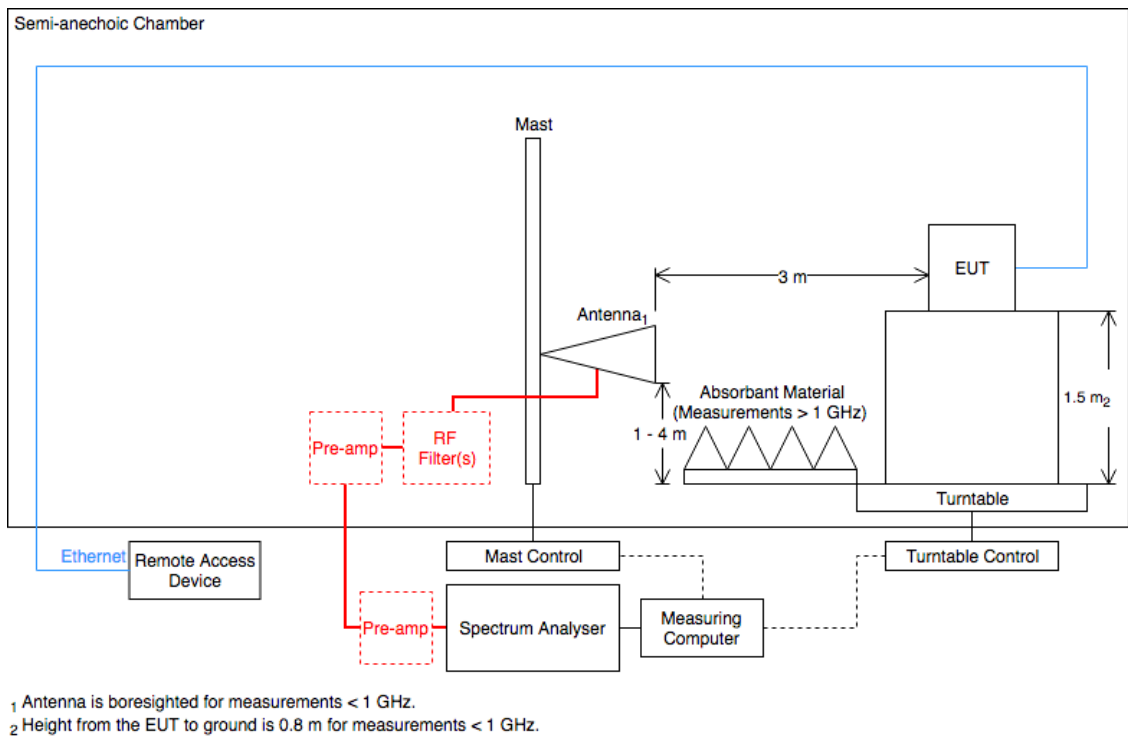 Semi-anechoic Chamber
Mast
EUT
3 m
Antenna1
Absorbant Material
(Measurements > 1 GHz)
1.5 m2
1 - 4 m
RF
Filter(s)
Pre-amp
Turntable
Ethernet
Remote Access
Device
Mast Control
Turntable Control
Pre-amp
Spectrum Analyser
Measuring
Computer
1 Antenna is boresighted for measurements < 1 GHz.
2 Height from the EUT to ground is 0.8 m for measurements < 1 GHz.